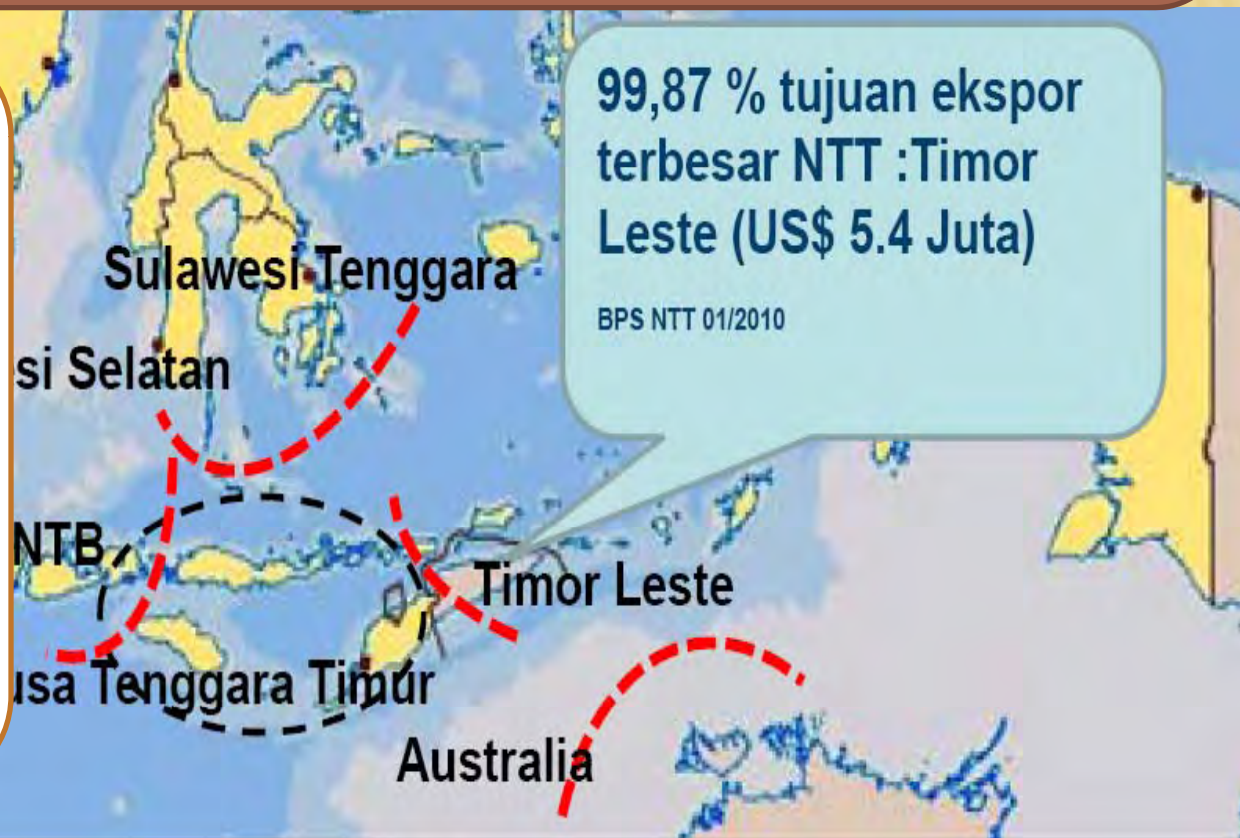 99,87 % tujuan ekspor
terbesar NTT :Timor
Leste (US$ 5.4 Juta)
BPS NTT 01/2010
Sulawesi Tenggara
si Selatan
NTB
Timor Leste
usa Tenggara Timur
Australia